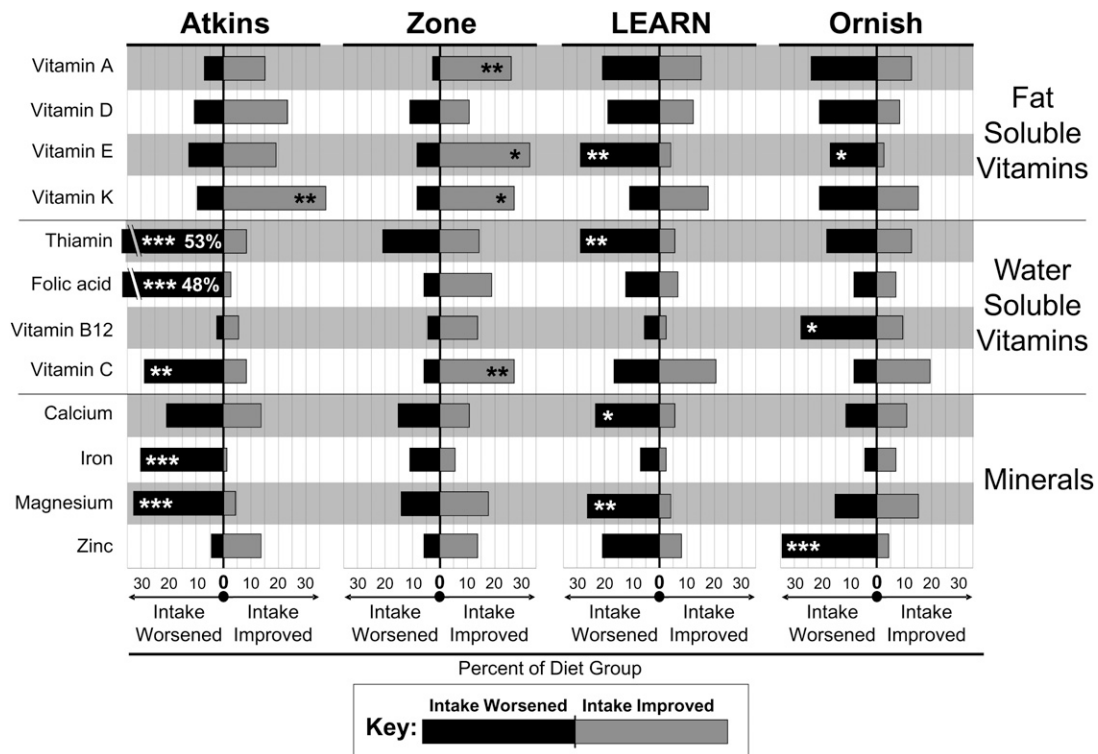 Atkins Zone LEARN Ornish
Vitamin A **
Vitamin D
Vitamin E * ** *
Vitamin K ** *
Fat
Soluble
Vitamins
Thiamin *** 53% **
Folic acid *** 48%
Vitamin B12 *
Vitamin C ** **
Water
Soluble
Vitamins
Calcium *
Iron ***
Magnesium *** **
Zinc ***
Minerals
30 20 10 0 10 20 30 30 20 10 0 10 20 30 30 20 10 0 10 20 30 30 20 10 0 10 20 30
Intake Intake Intake Intake Intake Intake Intake Intake
Worsened Improved Worsened Improved Worsened Improved Worsened Improved
Percent of Diet Group
Intake Worsened Intake Improved
Key: